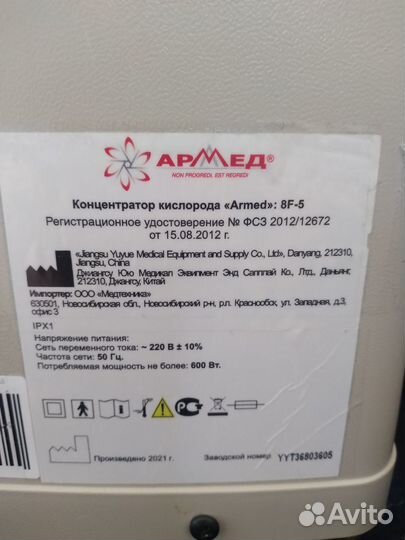 АРМЕД®
NON PROGREDI, EST REGREDI
Концентратор кислорода «Armed»: 8F-5
Регистрационное удостоверение № ФСЗ 2012/12672
от 15.08.2012 г.
«Jiangsu Yuyue Medical Equipment and Supply Co., Ltd», Danyang, 212310,
Jiangsu, China
Джиангсу Юю Медикал Эквипмент Энд Сапплай Ко., Лтд., Даньянг,
212310, Джангсу, Китай
Импортер: ООО «Медтехника»
630501, Новосибирская обл., Новосибирский р-н, р.п. Краснообск, ул. Западная, д.3,
офис 3
IPX1
Напряжение питания:
Сеть переменного тока: ~ 220 В ± 10%
Частота сети: 50 Гц.
Потребляемая мощность не более: 600 Вт.
Произведено 2021 г. Заводской номер YYT36803605
Avito